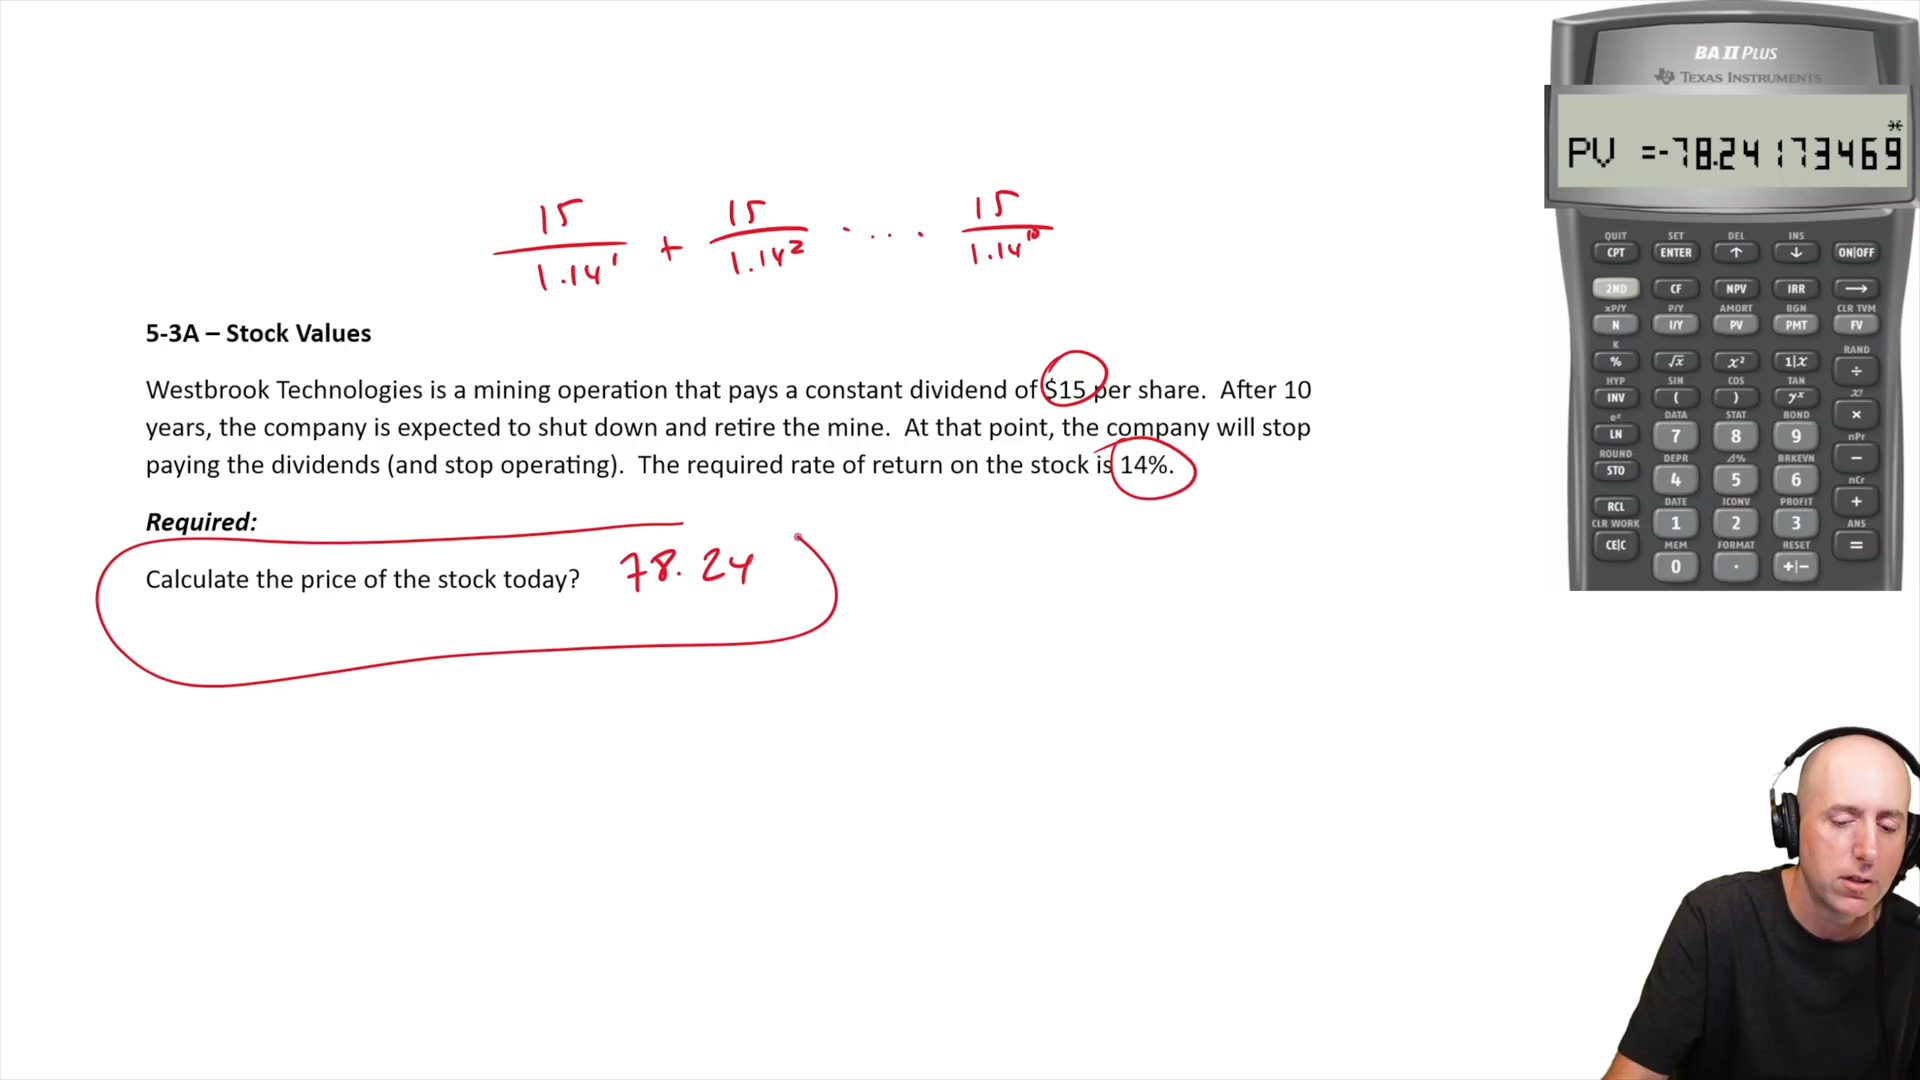 15/1.14¹ + 15/1.14² ..... 15/1.14¹⁰
5-3A – Stock Values
Westbrook Technologies is a mining operation that pays a constant dividend of $15 per share. After 10
years, the company is expected to shut down and retire the mine. At that point, the company will stop
paying the dividends (and stop operating). The required rate of return on the stock is 14%.
Required:
Calculate the price of the stock today? 78.24
BA II PLUS
TEXAS INSTRUMENTS
*
PV =-78.24173469
QUIT SET DEL INS
CPT ENTER ↑ ↓ ON|OFF
2ND CF NPV IRR →
xP/Y P/Y AMORT BGN CLR TVM
N I/Y PV PMT FV
K RAND
% √x x² 1|x ÷
HYP SIN COS TAN x!
INV ( ) yˣ ×
eˣ DATA STAT BOND nPr
LN 7 8 9 −
ROUND DEPR Δ% BRKEVN nCr
STO 4 5 6 +
DATE ICONV PROFIT ANS
RCL 1 2 3 =
CLR WORK MEM FORMAT RESET
CE|C 0 . +|−